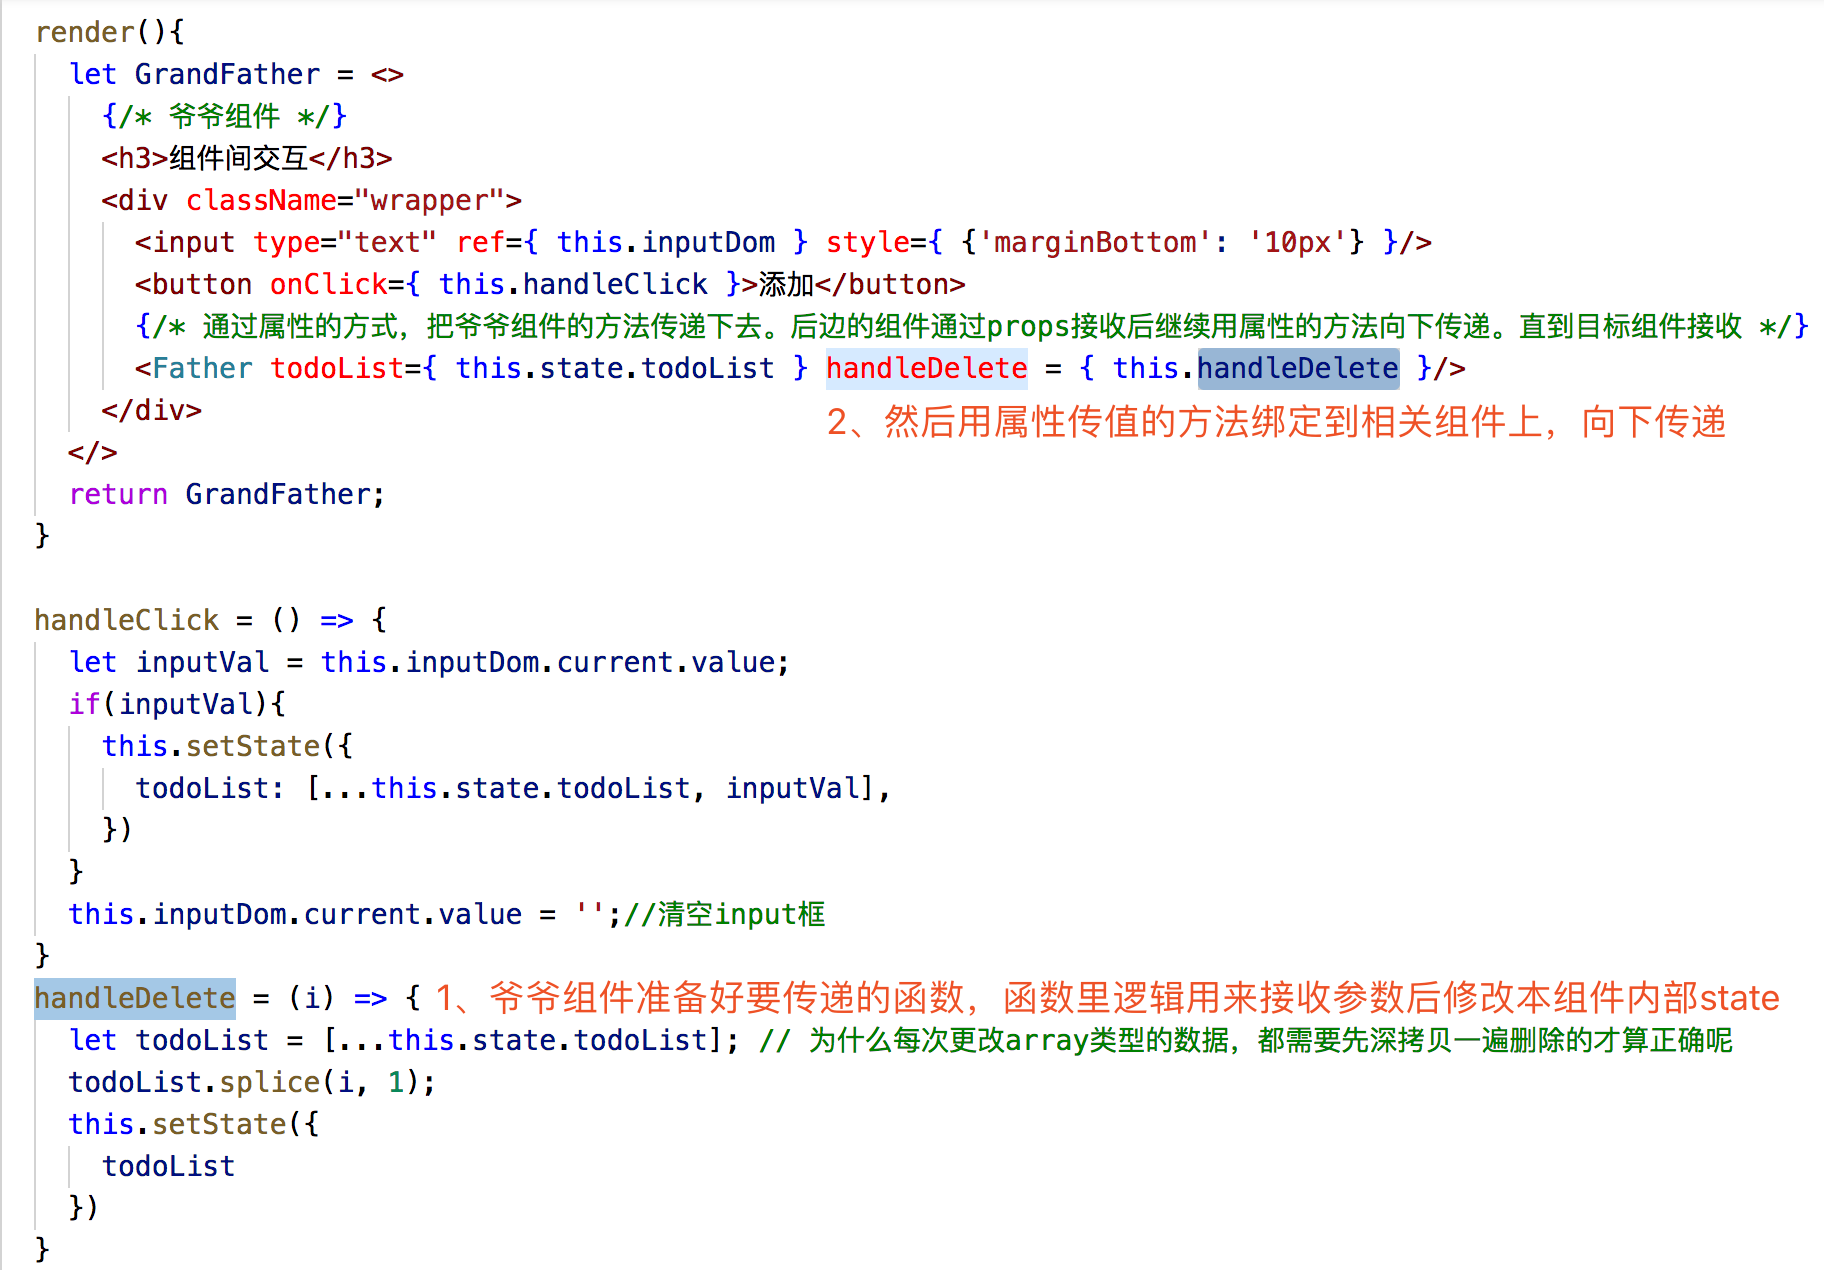 render(){
let GrandFather = <>
{/* 爷爷组件 */}
<h3>组件间交互</h3>
<div className="wrapper">
<input type="text" ref={ this.inputDom } style={ {'marginBottom': '10px'} }/>
<button onClick={ this.handleClick }>添加</button>
{/* 通过属性的方式，把爷爷组件的方法传递下去。后边的组件通过props接收后继续用属性的方法向下传递。直到目标组件接收 */}
<Father todoList={ this.state.todoList } handleDelete = { this.handleDelete }/>
</div>
2、然后用属性传值的方法绑定到相关组件上，向下传递
</>
return GrandFather;
}
handleClick = () => {
let inputVal = this.inputDom.current.value;
if(inputVal){
this.setState({
todoList: [...this.state.todoList, inputVal],
})
}
this.inputDom.current.value = '';//清空input框
}
handleDelete = (i) => { 1、爷爷组件准备好要传递的函数，函数里逻辑用来接收参数后修改本组件内部state
let todoList = [...this.state.todoList]; // 为什么每次更改array类型的数据，都需要先深拷贝一遍删除的才算正确呢
todoList.splice(i, 1);
this.setState({
todoList
})
}